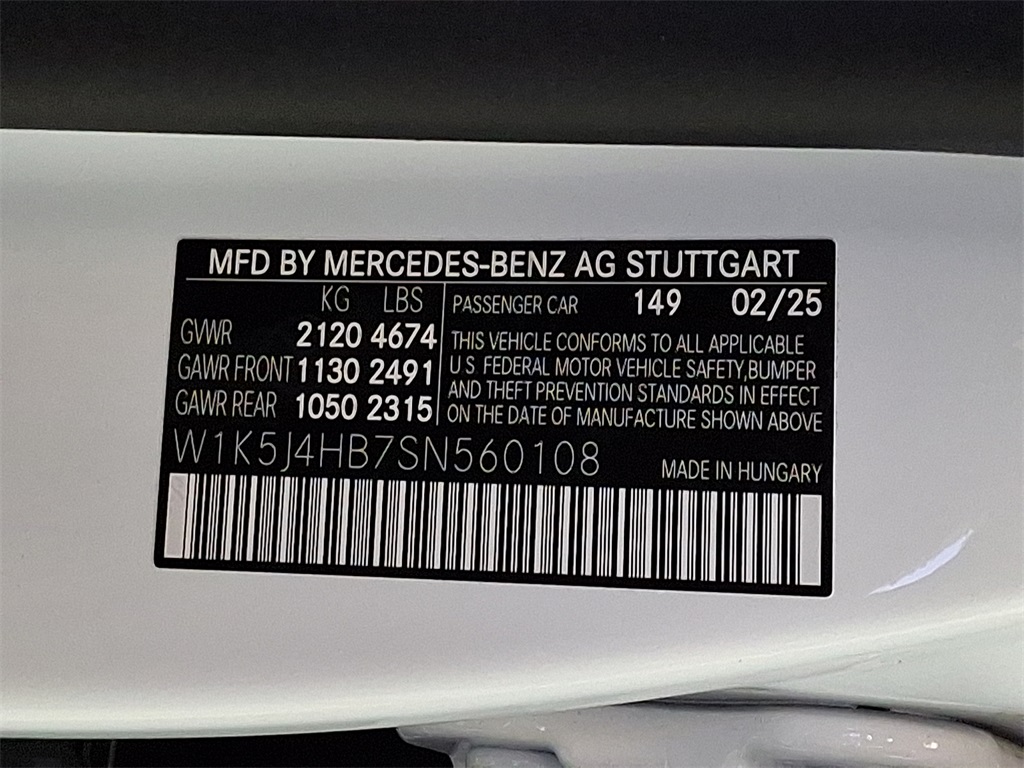 MFD BY MERCEDES-BENZ AG STUTTGART
KG LBS
GVWR 2120 4674
GAWR FRONT 1130 2491
GAWR REAR 1050 2315
PASSENGER CAR 149 02/25
THIS VEHICLE CONFORMS TO ALL APPLICABLE
U.S. FEDERAL MOTOR VEHICLE SAFETY,BUMPER
AND THEFT PREVENTION STANDARDS IN EFFECT
ON THE DATE OF MANUFACTURE SHOWN ABOVE
W1K5J4HB7SN560108
MADE IN HUNGARY